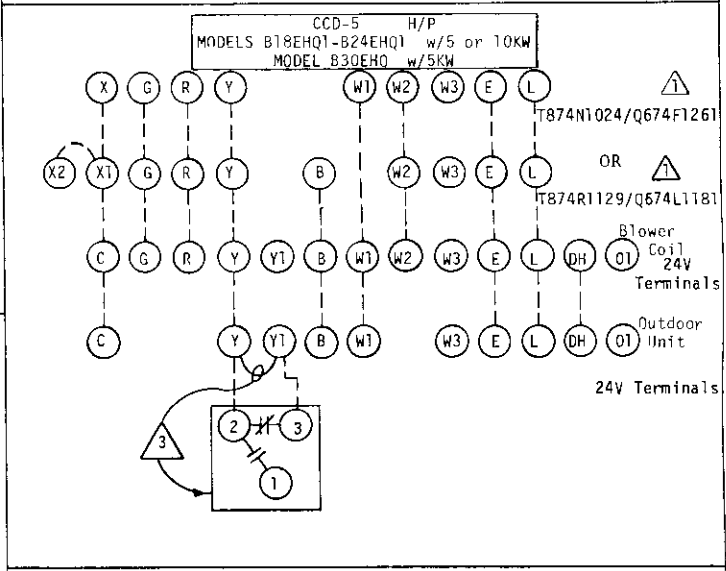 CCD-5 H/P
MODELS B18EHQ1-B24EHQ1 w/5 or 10KW
MODEL B30EHQ w/5KW
X G R Y W1 W2 W3 E L 1
T874N1024/Q674F1261
OR 1
X2 X1 G R Y B W2 W3 E L
T874R1129/Q674L1181
Blower
Coil
24V
Terminals
C G R Y Y1 B W1 W2 W3 E L DH O1
Outdoor
Unit
C Y Y1 B W1 W3 E L DH O1
24V Terminals
2 3
3
1